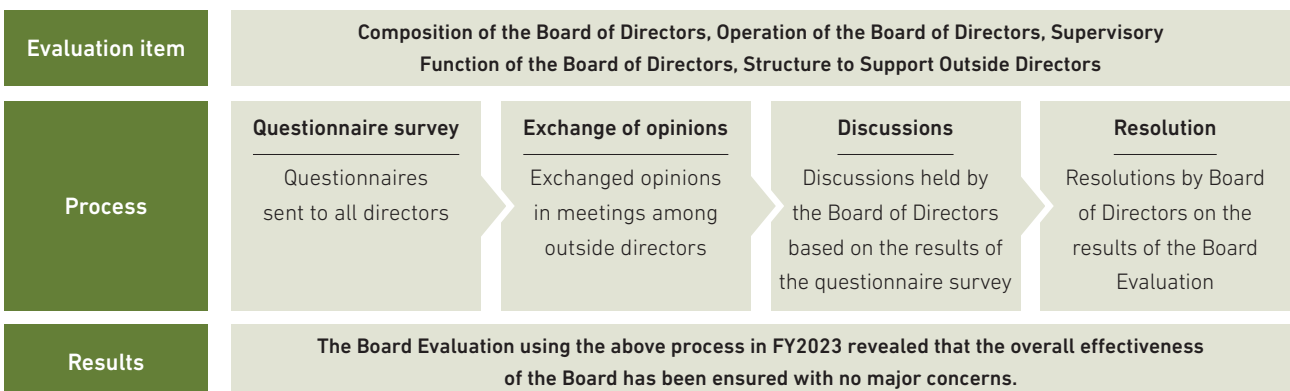 Evaluation item
Composition of the Board of Directors, Operation of the Board of Directors, Supervisory
Function of the Board of Directors, Structure to Support Outside Directors
Process
Questionnaire survey
Questionnaires
sent to all directors
Exchange of opinions
Exchanged opinions
in meetings among
outside directors
Discussions
Discussions held by
the Board of Directors
based on the results of
the questionnaire survey
Resolution
Resolutions by Board
of Directors on the
results of the Board
Evaluation
Results
The Board Evaluation using the above process in FY2023 revealed that the overall effectiveness
of the Board has been ensured with no major concerns.